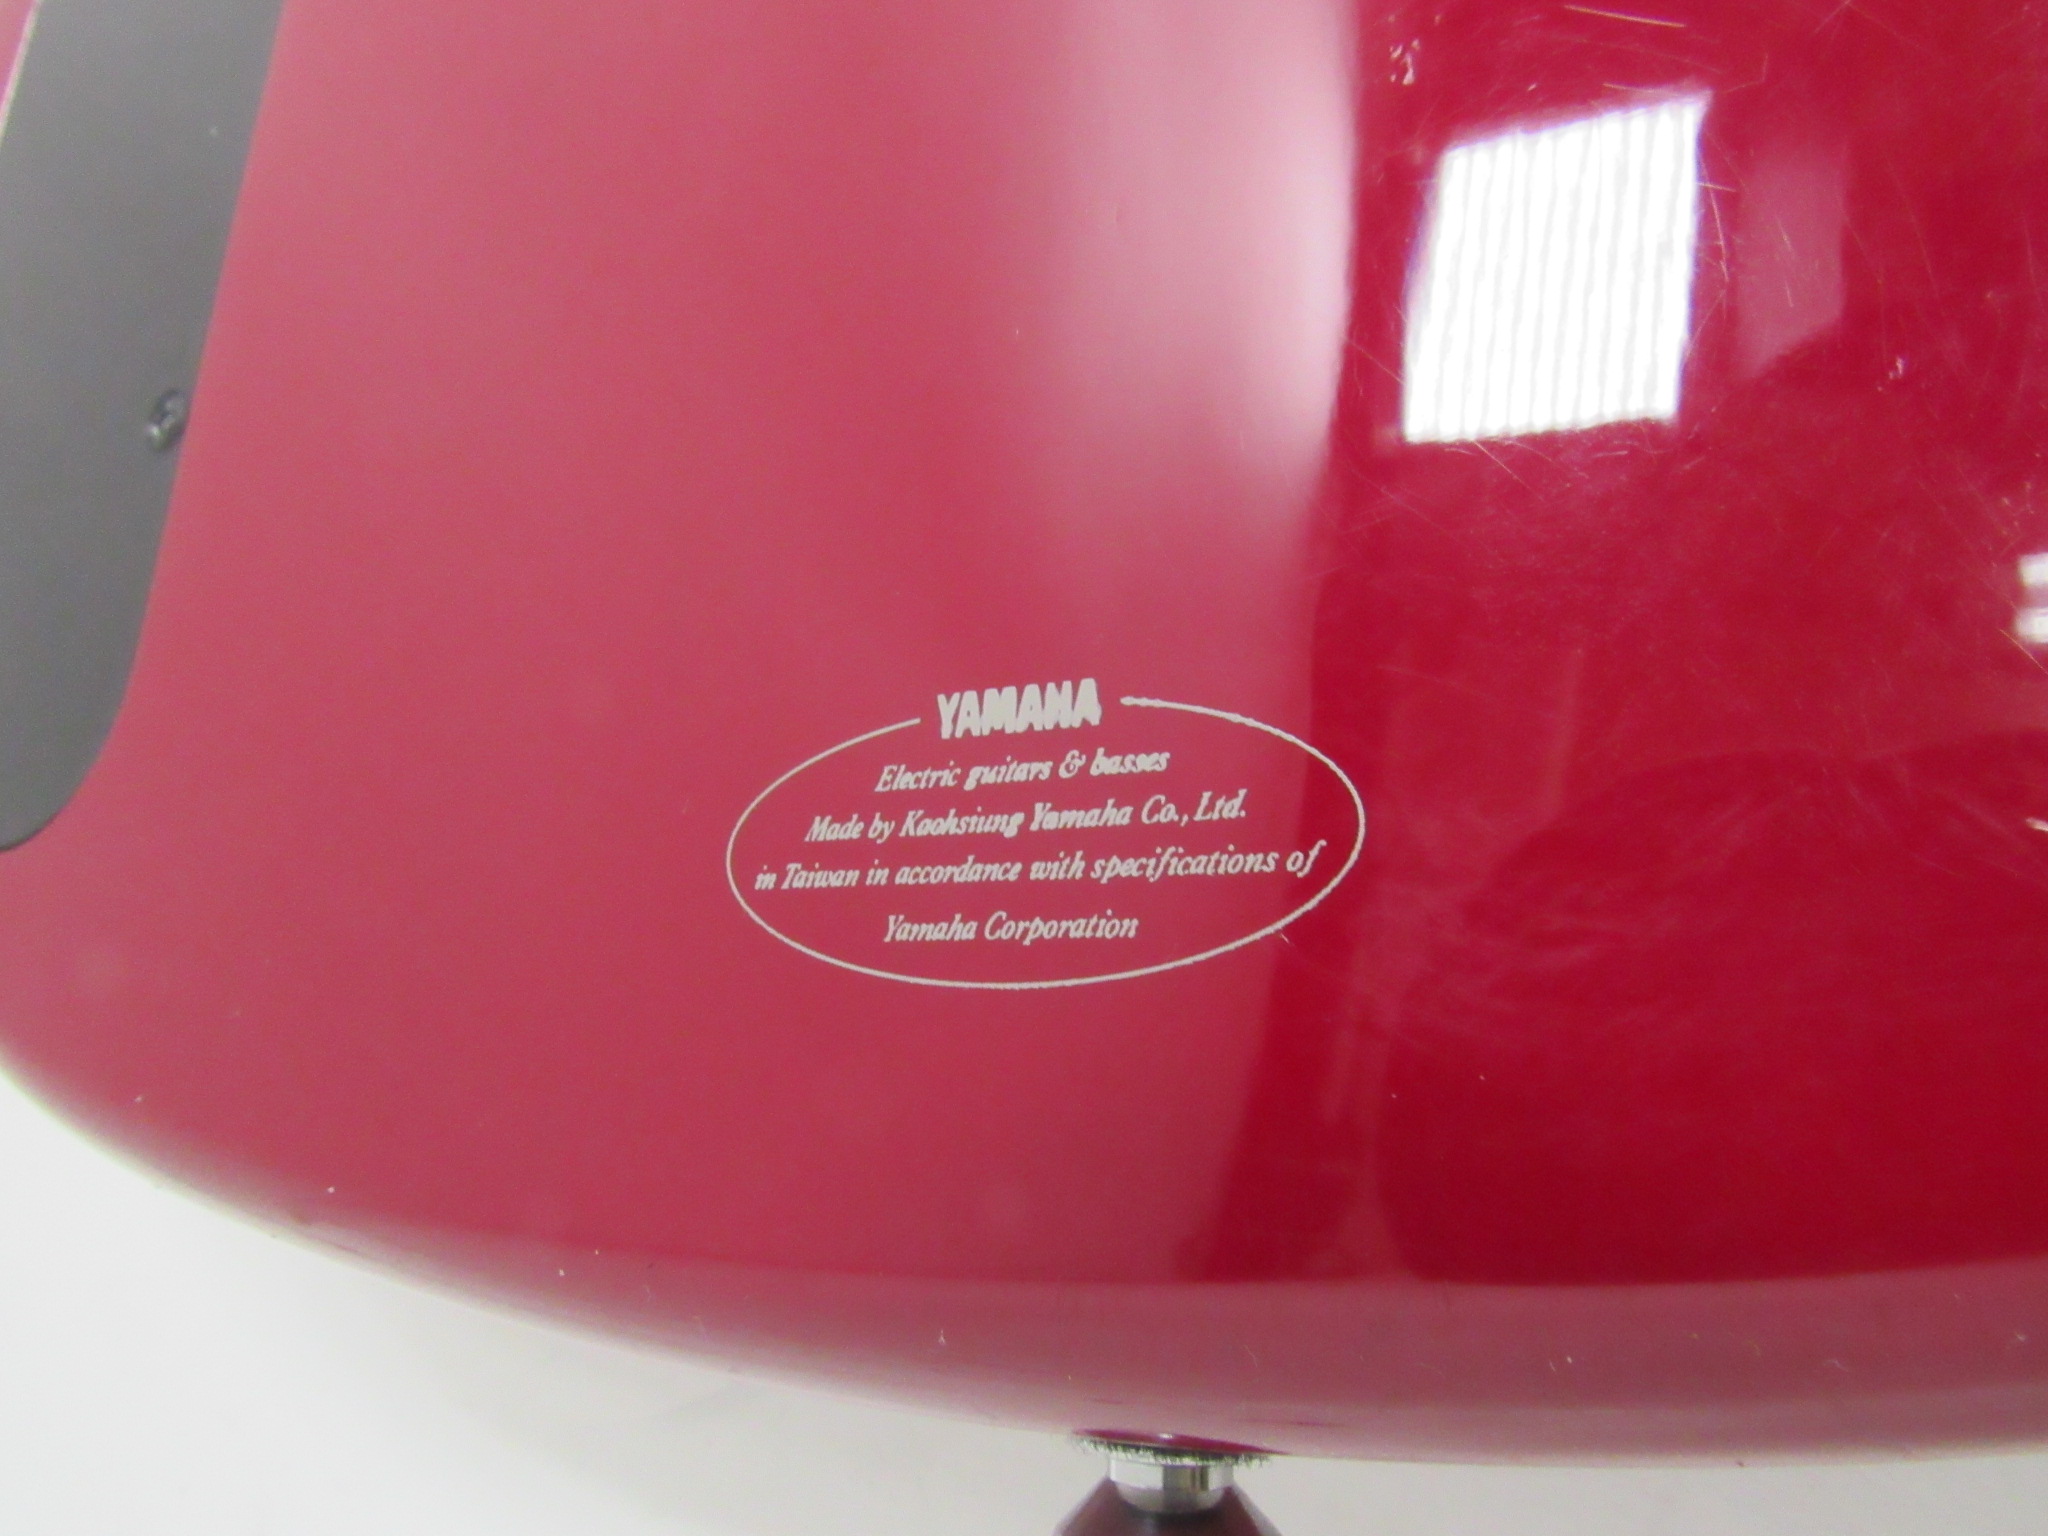 YAMAHA
Electric guitars & basses
Made by Kaohsiung Yamaha Co., Ltd.
in Taiwan in accordance with specifications of
Yamaha Corporation